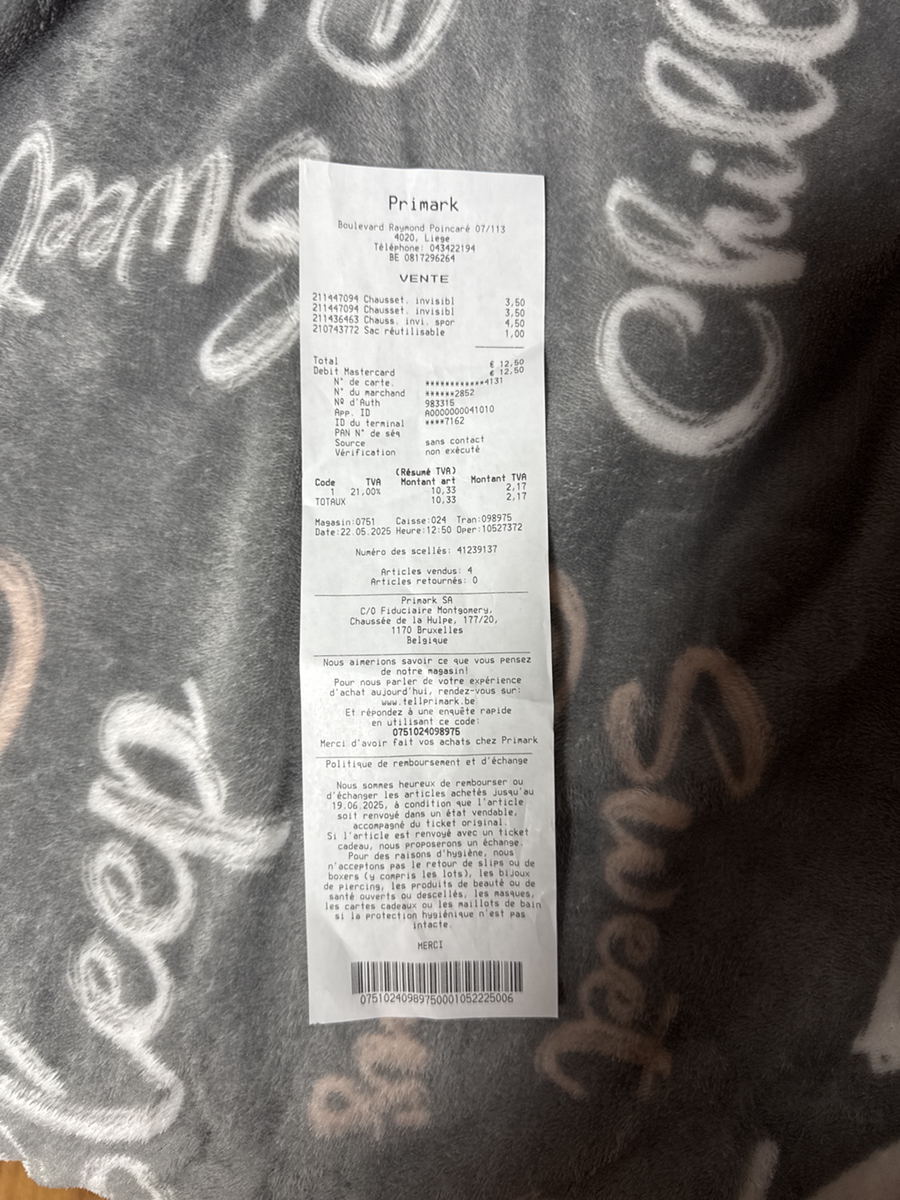 Primark
Boulevard Raymond Poincaré 07/113
4020, Liege
Téléphone: 043422194
BE 0817296264
VENTE
211447094 Chausset. invisibl 3,50
211447094 Chausset. invisibl 3,50
211436463 Chauss. invi. spor 4,50
210743772 Sac réutilisable 1,00
Total € 12,50
Debit Mastercard € 12,50
N° de carte. ************4131
N° du marchand ******2852
Nº d'Auth 983315
App. ID A0000000041010
ID du terminal ****7162
PAN N° de séq
Source sans contact
Vérification non exécuté
(Résumé TVA)
Code TVA Montant art Montant TVA
1 21,00% 10,33 2,17
TOTAUX 10,33 2,17
Magasin:0751 Caisse:024 Tran:098975
Date:22.05.2025 Heure:12:50 Oper:10527372
Numéro des scellés: 41239137
Articles vendus: 4
Articles retournés: 0
Primark SA
C/O Fiduciaire Montgomery,
Chaussée de la Hulpe, 177/20,
1170 Bruxelles
Belgique
Nous aimerions savoir ce que vous pensez
de notre magasin!
Pour nous parler de votre expérience
d'achat aujourd'hui, rendez-vous sur:
www.tellprimark.be
Et répondez à une enquête rapide
en utilisant ce code:
0751024098975
Merci d'avoir fait vos achats chez Primark
Politique de remboursement et d'échange
Nous sommes heureux de rembourser ou
d'échanger les articles achetés jusqu'au
19.06.2025, à condition que l'article
soit renvoyé dans un état vendable,
accompagné du ticket original.
Si l'article est renvoyé avec un ticket
cadeau, nous proposerons un échange.
Pour des raisons d'hygiène, nous
n'acceptons pas le retour de slips ou de
boxers (y compris les lots), les bijoux
de piercings, les produits de beauté ou de
santé ouverts ou descellés, les masques,
les cartes cadeaux ou les maillots de bain
si la protection hygiénique n'est pas
intacte.
MERCI
07510240989750001052225006
Sweet
Chill
Sweet